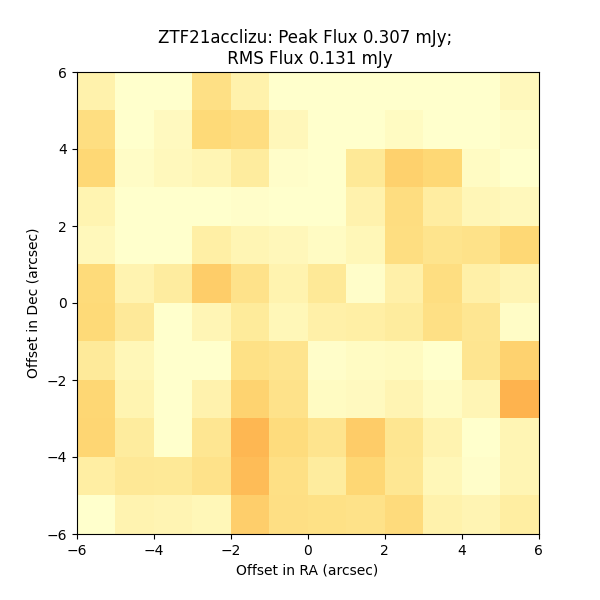 ZTF21acclizu: Peak Flux 0.307 mJy;
RMS Flux 0.131 mJy
6
4
2
0
−2
−4
−6
Offset in Dec (arcsec)
−6 −4 −2 0 2 4 6
Offset in RA (arcsec)